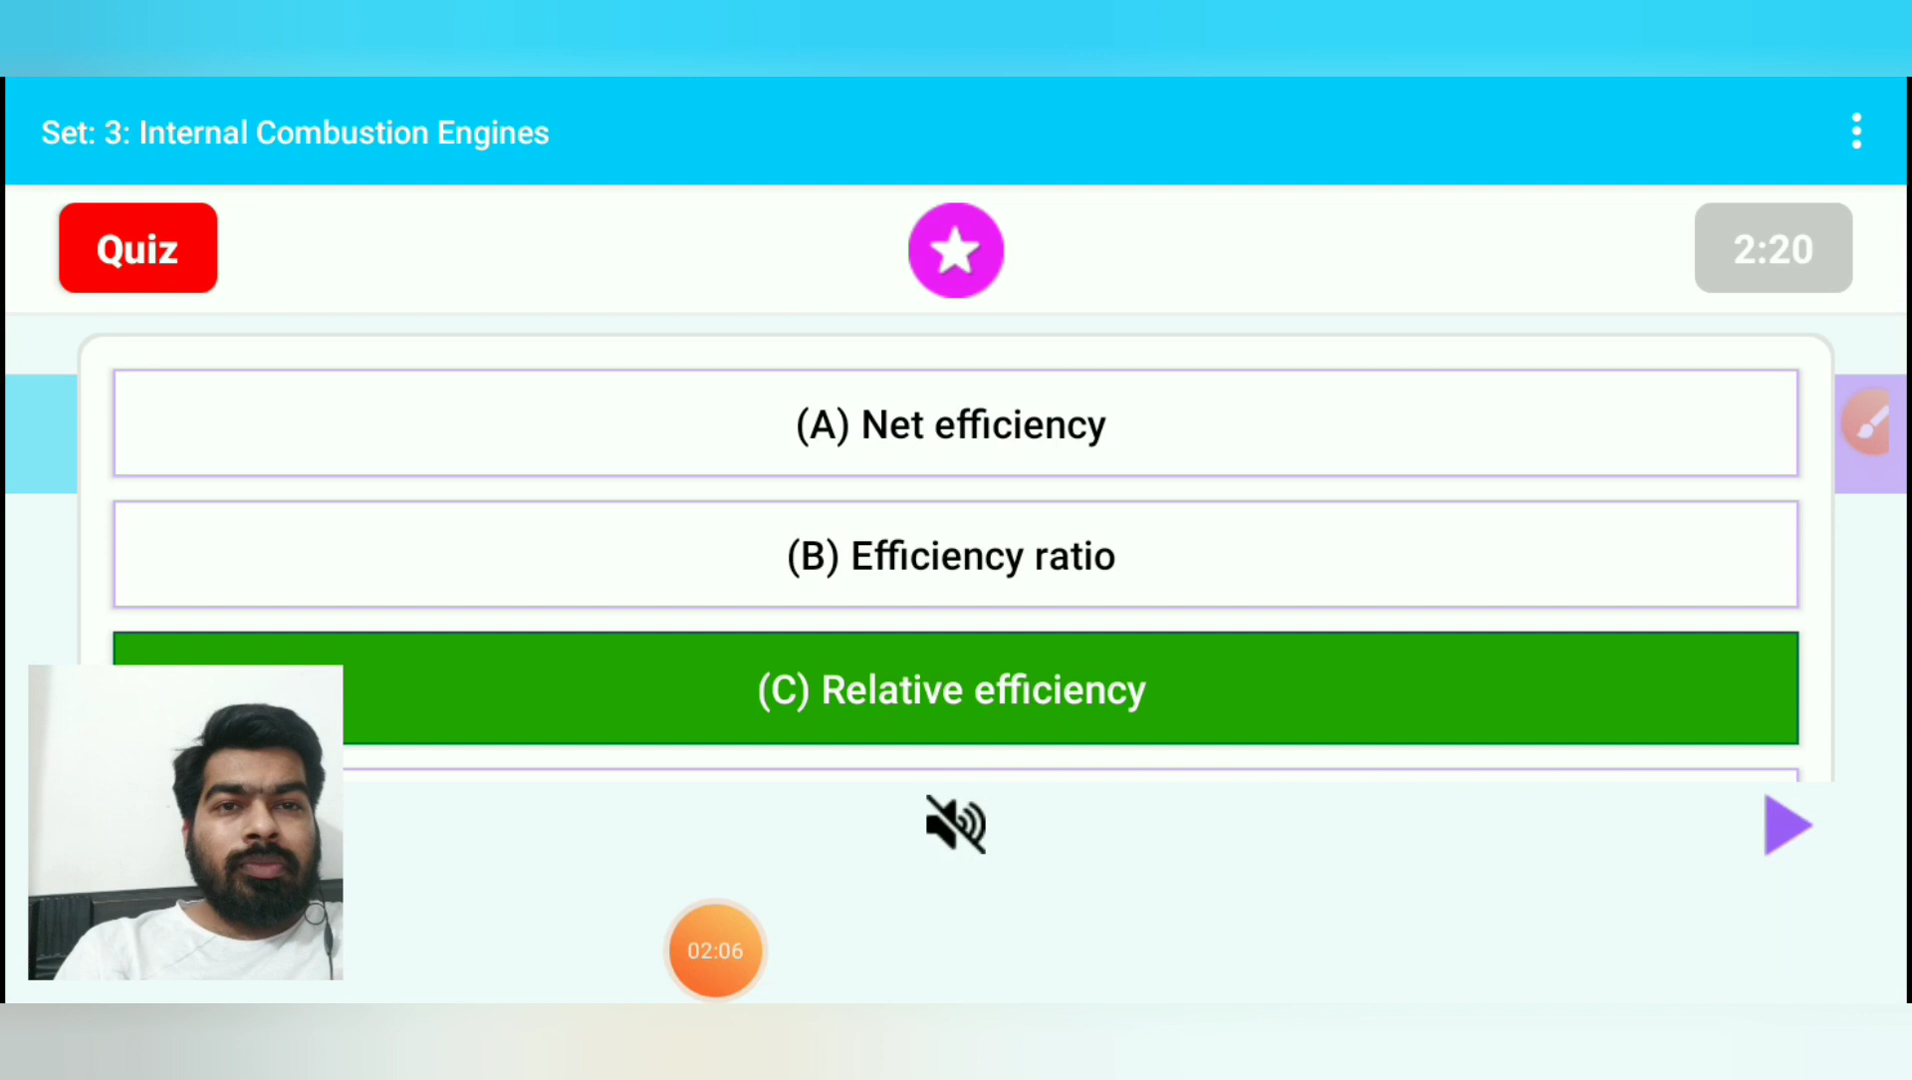 Set: 3: Internal Combustion Engines
Quiz
2:20
(A) Net efficiency
(B) Efficiency ratio
(C) Relative efficiency
02:06